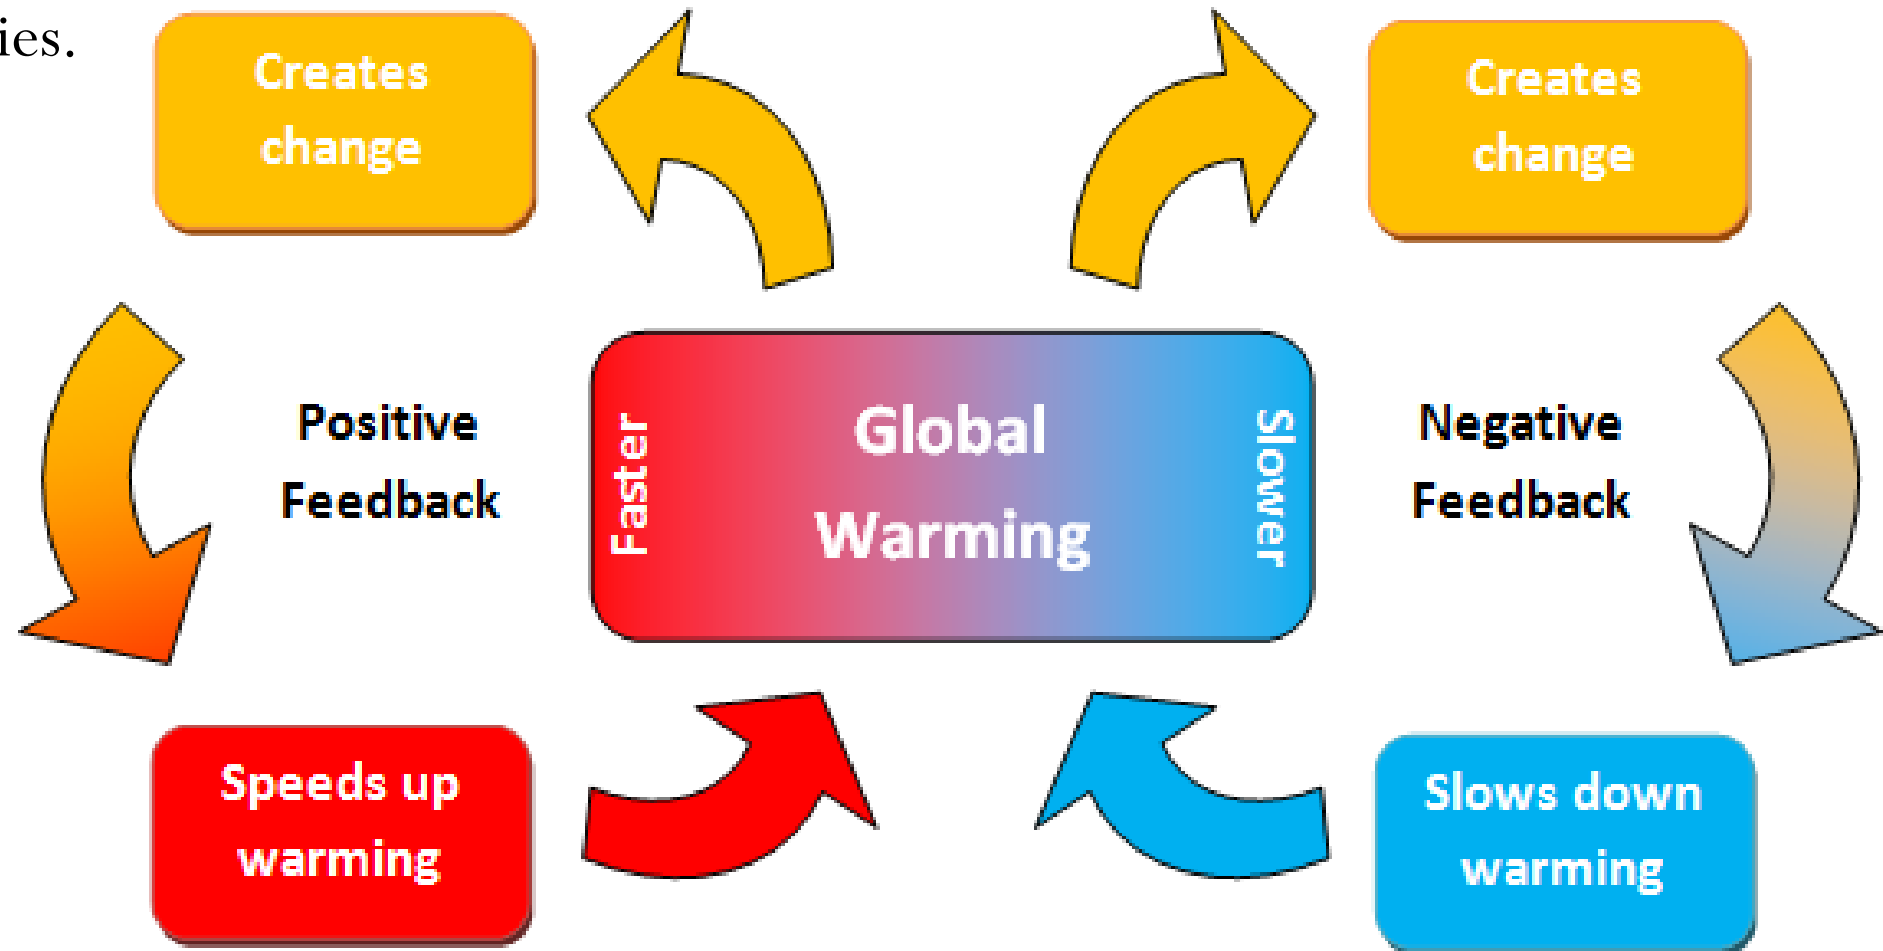 ies.
Creates
change
Creates
change
Positive
Feedback
Faster
Global
Warming
Slower
Negative
Feedback
Speeds up
warming
Slows down
warming